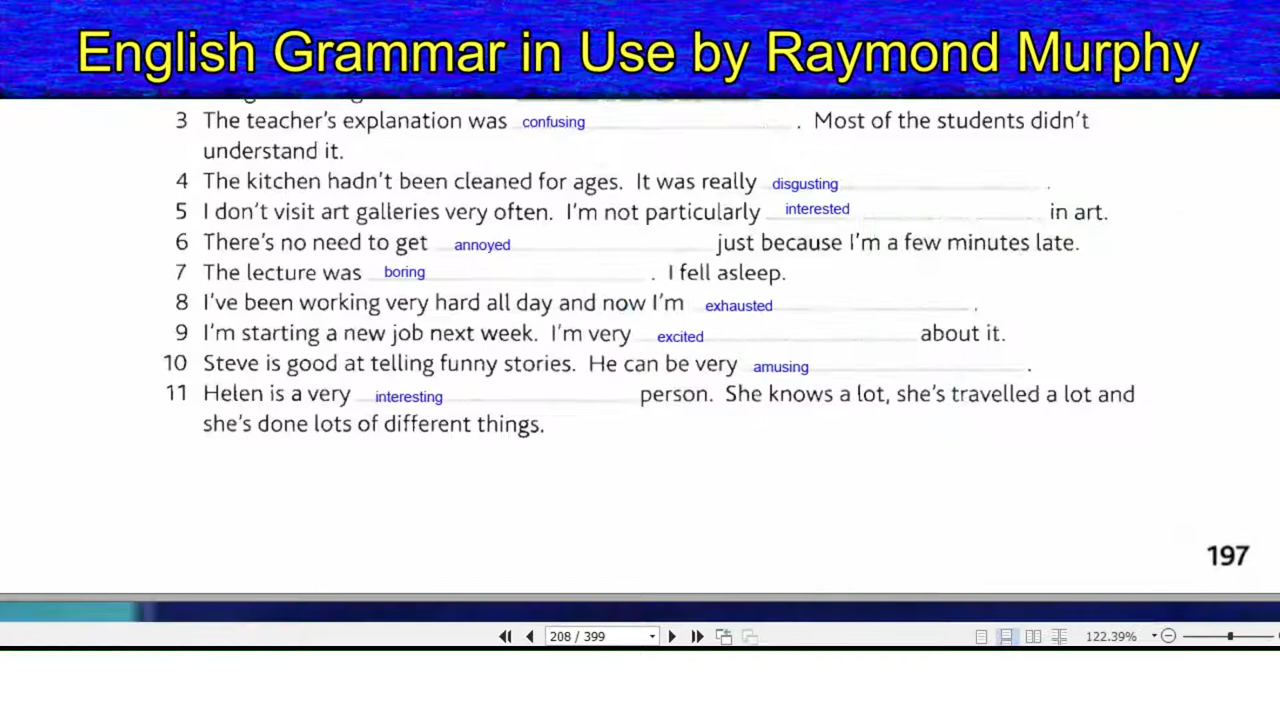 English Grammar in Use by Raymond Murphy
3 The teacher's explanation was confusing . Most of the students didn't
understand it.
4 The kitchen hadn't been cleaned for ages. It was really disgusting .
5 I don't visit art galleries very often. I'm not particularly interested in art.
6 There's no need to get annoyed just because I'm a few minutes late.
7 The lecture was boring . I fell asleep.
8 I've been working very hard all day and now I'm exhausted .
9 I'm starting a new job next week. I'm very excited about it.
10 Steve is good at telling funny stories. He can be very amusing .
11 Helen is a very interesting person. She knows a lot, she's travelled a lot and
she's done lots of different things.
197
208 / 399
122.39%